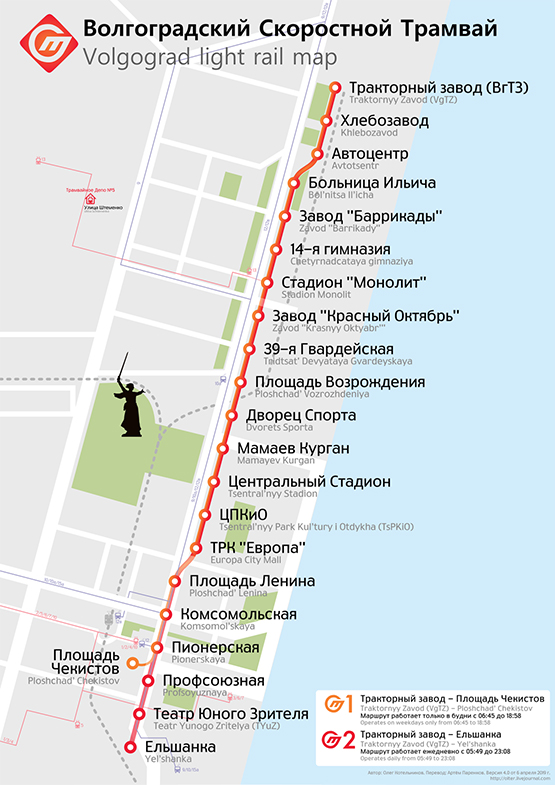 Волгоградский Скоростной Трамвай
Volgograd light rail map
Тракторный завод (ВгТЗ)
Traktornyy Zavod (VgTZ)
Хлебозавод
Khlebozavod
Автоцентр
Avtotsentr
Больница Ильича
Bol'nitsa Il'icha
Трамвайное Депо №5
Улица Штеменко
Завод "Баррикады"
Zavod "Barrikady"
14-я гимназия
Chetyrnadcataya gimnaziya
Стадион "Монолит"
Stadion Monolit
Завод "Красный Октябрь"
Zavod "Krasnyy Oktyabr'"
39-я Гвардейская
Tridtsat' Devyataya Gvardeyskaya
Площадь Возрождения
Ploshchad' Vozrozhdeniya
Дворец Спорта
Dvorets Sporta
Мамаев Курган
Mamayev Kurgan
Центральный Стадион
Tsentral'nyy Stadion
ЦПКиО
Tsentral'nyy Park Kul'tury i Otdykha (TsPKiO)
ТРК "Европа"
Europa City Mall
Площадь Ленина
Ploshchad' Lenina
Комсомольская
Komsomol'skaya
Пионерская
Pionerskaya
Площадь
Чекистов
Ploshchad' Chekistov
Профсоюзная
Profsoyuznaya
Театр Юного Зрителя
Teatr Yunogo Zritelya (TYuZ)
Ельшанка
Yel'shanka
1
Тракторный завод – Площадь Чекистов
Traktornyy Zavod (VgTZ) – Ploshchad' Chekistov
Маршрут работает только в будни с 06:45 до 18:58
Operates on weekdays only from 06:45 to 18:58
2
Тракторный завод – Ельшанка
Traktornyy Zavod (VgTZ) – Yel'shanka
Маршрут работает ежедневно с 05:49 до 23:08
Operates daily from 05:49 to 23:08